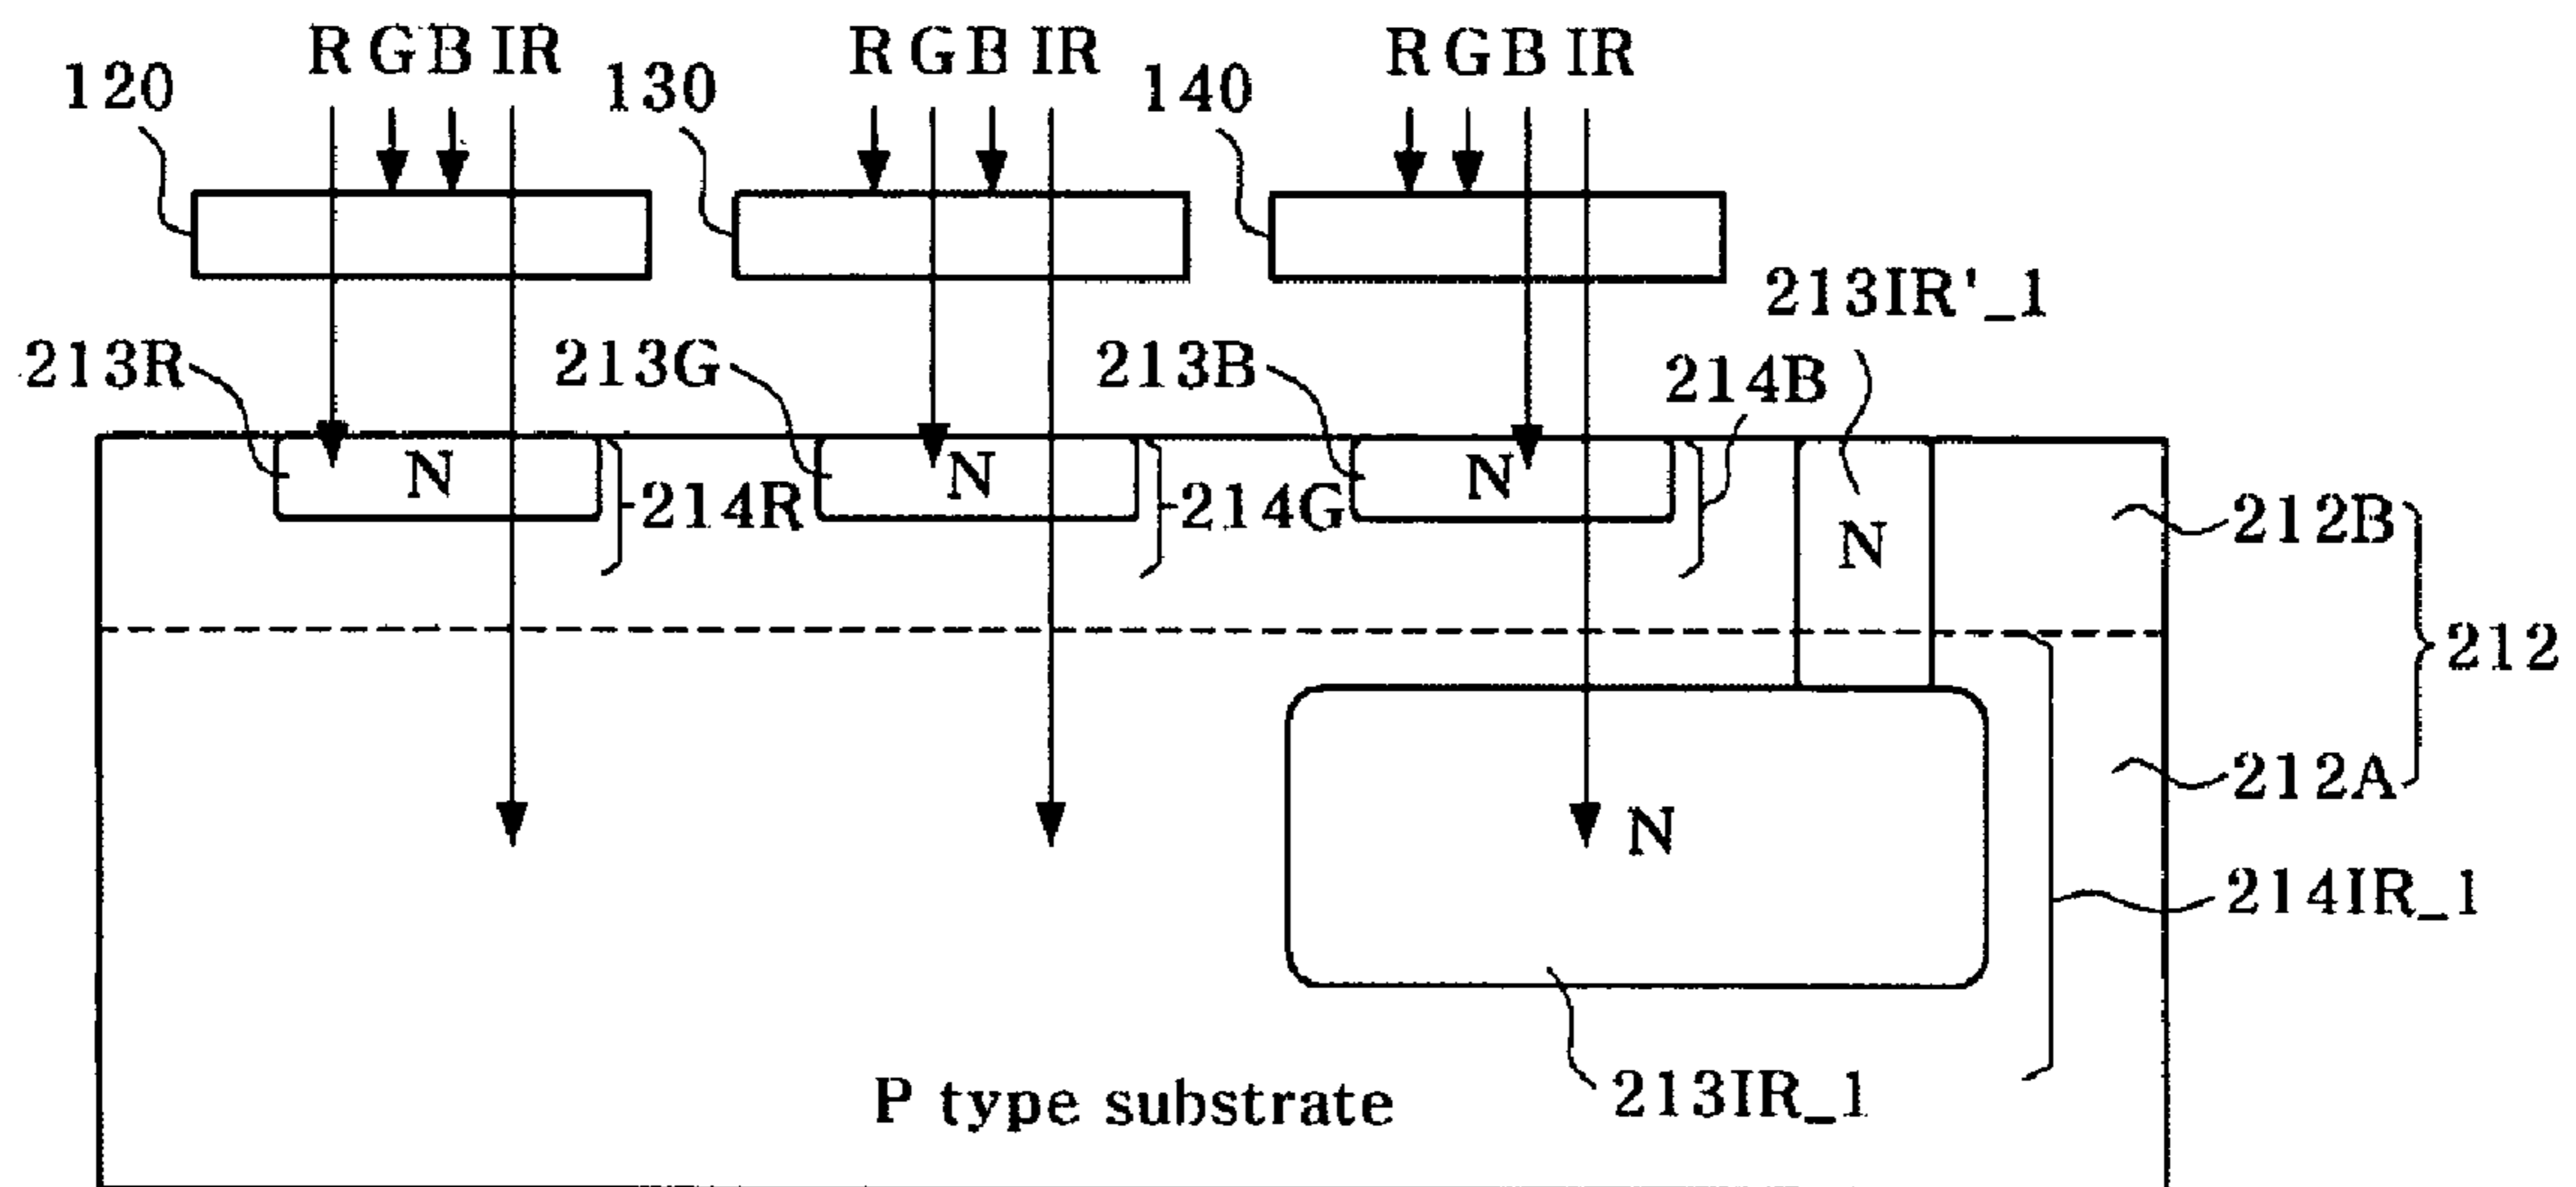 R G B IR R G B IR R G B IR
120 130 140
213IR'_1
213R 213G 213B 214B
N 214R N 214G N N 212B
212
212A
N
214IR_1
P type substrate 213IR_1